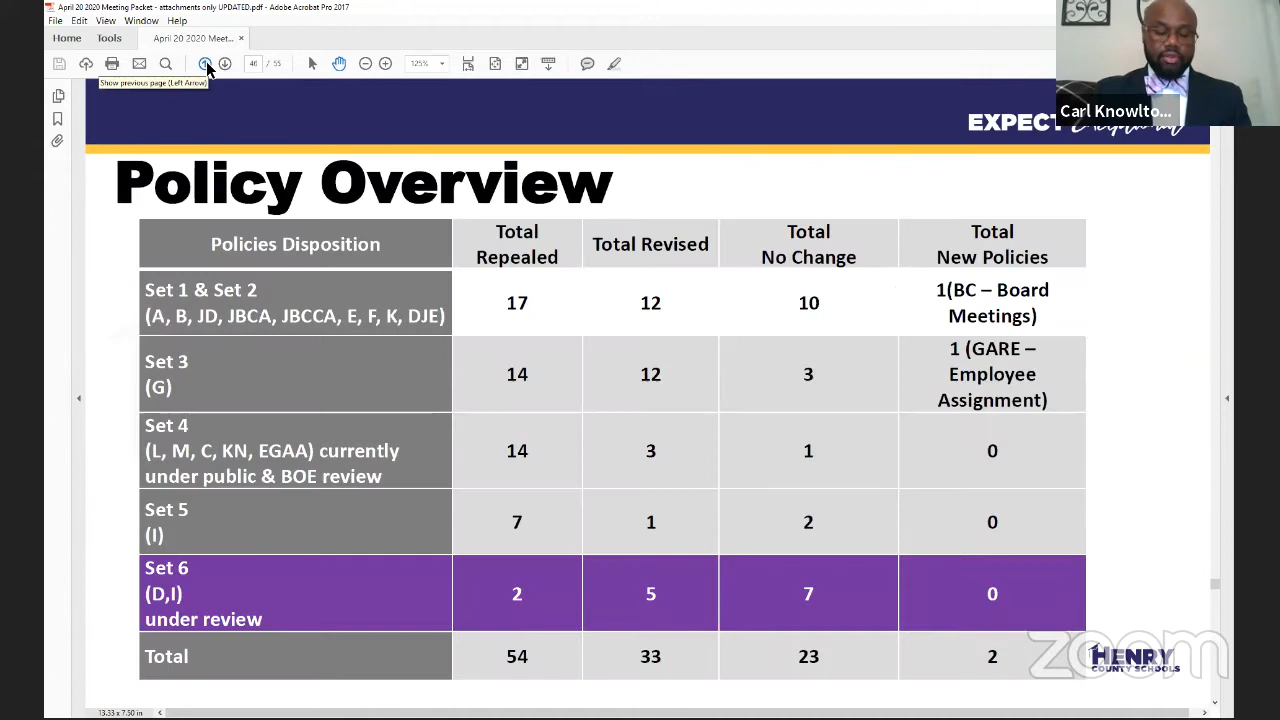 April 20 2020 Meeting Packet - attachments only UPDATED.pdf - Adobe Acrobat Pro 2017
File Edit View Window Help
Home Tools April 20 2020 Meet... ×
46 / 55 125%
Show previous page (Left Arrow)
Carl Knowlto...
EXPECT
Policy Overview
Policies Disposition
Total
Repealed
Total Revised
Total
No Change
Total
New Policies
Set 1 & Set 2
(A, B, JD, JBCA, JBCCA, E, F, K, DJE)
17
12
10
1(BC – Board
Meetings)
Set 3
(G)
14
12
3
1 (GARE –
Employee
Assignment)
Set 4
(L, M, C, KN, EGAA) currently
under public & BOE review
14
3
1
0
Set 5
(I)
7
1
2
0
Set 6
(D,I)
under review
2
5
7
0
Total
54
33
23
2
zoom
HENRY
COUNTY SCHOOLS
13.33 x 7.50 in